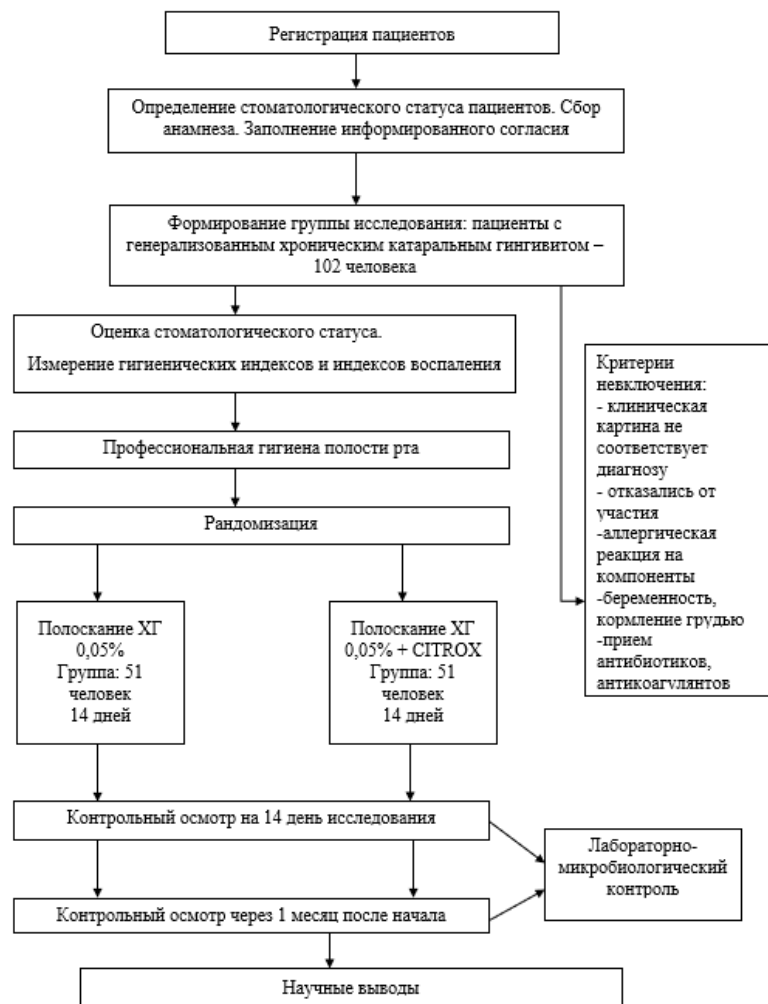 Регистрация пациентов
Определение стоматологического статуса пациентов. Сбор
анамнеза. Заполнение информированного согласия
Формирование группы исследования: пациенты с
генерализованным хроническим катаральным гингивитом –
102 человека
Оценка стоматологического статуса.
Измерение гигиенических индексов и индексов воспаления
Критерии
невключения:
- клиническая
картина не
соответствует
диагнозу
- отказались от
участия
-аллергическая
реакция на
компоненты
-беременность,
кормление грудью
-прием
антибиотиков,
антикоагулянтов
Профессиональная гигиена полости рта
Рандомизация
Полоскание ХГ
0,05%
Группа: 51
человек
14 дней
Полоскание ХГ
0,05% + CITROX
Группа: 51
человек
14 дней
Контрольный осмотр на 14 день исследования
Лабораторно-
микробиологический
контроль
Контрольный осмотр через 1 месяц после начала
Научные выводы